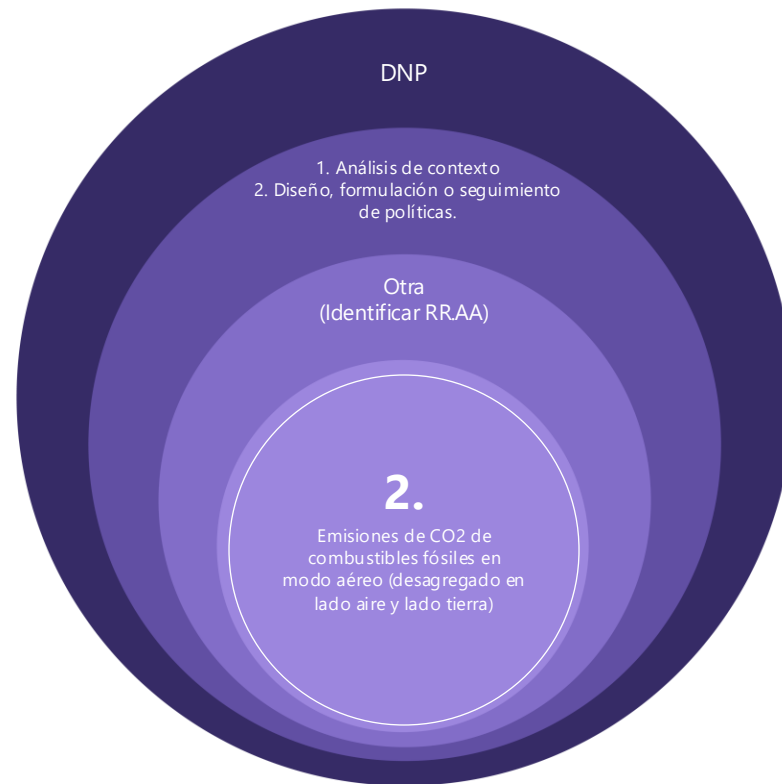 DNP
1. Análisis de contexto
2. Diseño, formulación o seguimiento
de políticas.
Otra
(Identificar RR.AA)
2.
Emisiones de CO2 de
combustibles fósiles en
modo aéreo (desagregado en
lado aire y lado tierra)